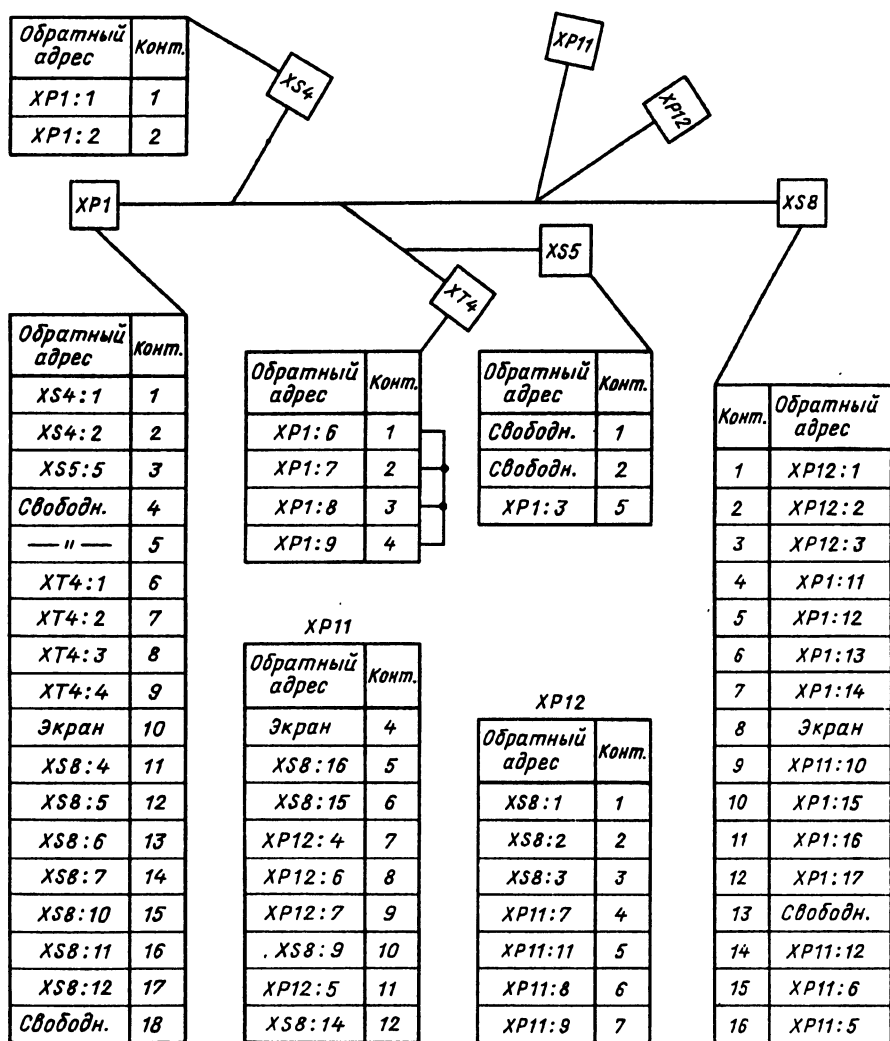 Обратный адрес Конт.
XP1:1 1
XP1:2 2
XS4
XP11
XP12
XP1
XS8
XS5
XT4
Обратный адрес Конт.
XS4:1 1
XS4:2 2
XS5:5 3
Свободн. 4
—〃— 5
XT4:1 6
XT4:2 7
XT4:3 8
XT4:4 9
Экран 10
XS8:4 11
XS8:5 12
XS8:6 13
XS8:7 14
XS8:10 15
XS8:11 16
XS8:12 17
Свободн. 18
Обратный адрес Конт.
XP1:6 1
XP1:7 2
XP1:8 3
XP1:9 4
XP11
Обратный адрес Конт.
Экран 4
XS8:16 5
XS8:15 6
XP12:4 7
XP12:6 8
XP12:7 9
XS8:9 10
XP12:5 11
XS8:14 12
Обратный адрес Конт.
Свободн. 1
Свободн. 2
XP1:3 5
XP12
Обратный адрес Конт.
XS8:1 1
XS8:2 2
XS8:3 3
XP11:7 4
XP11:11 5
XP11:8 6
XP11:9 7
Конт. Обратный адрес
1 XP12:1
2 XP12:2
3 XP12:3
4 XP1:11
5 XP1:12
6 XP1:13
7 XP1:14
8 Экран
9 XP11:10
10 XP1:15
11 XP1:16
12 XP1:17
13 Свободн.
14 XP11:12
15 XP11:6
16 XP11:5